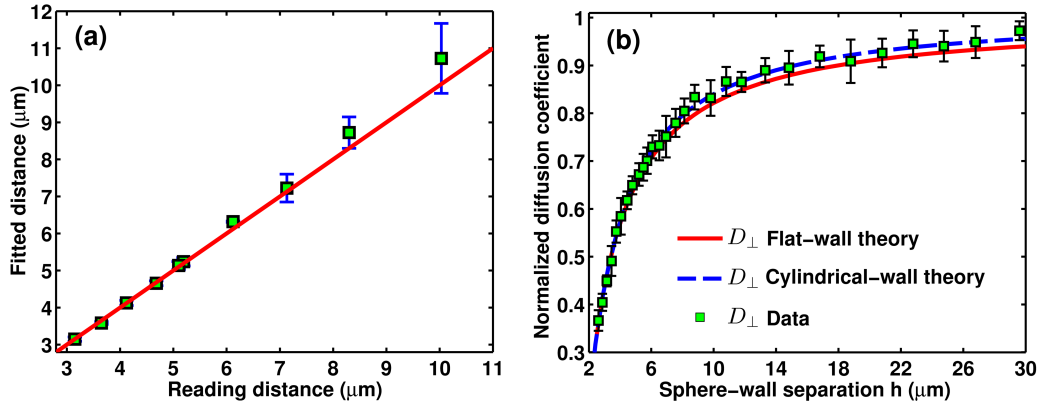 (a)
12
11
10
9
8
7
6
5
4
3
Fitted distance (μm)
3 4 5 6 7 8 9 10 11
Reading distance (μm)
(b)
1
0.9
0.8
0.7
0.6
0.5
0.4
0.3
Normalized diffusion coefficient
D⊥ Flat−wall theory
D⊥ Cylindrical−wall theory
D⊥ Data
2 6 10 14 18 22 26 30
Sphere−wall separation h (μm)